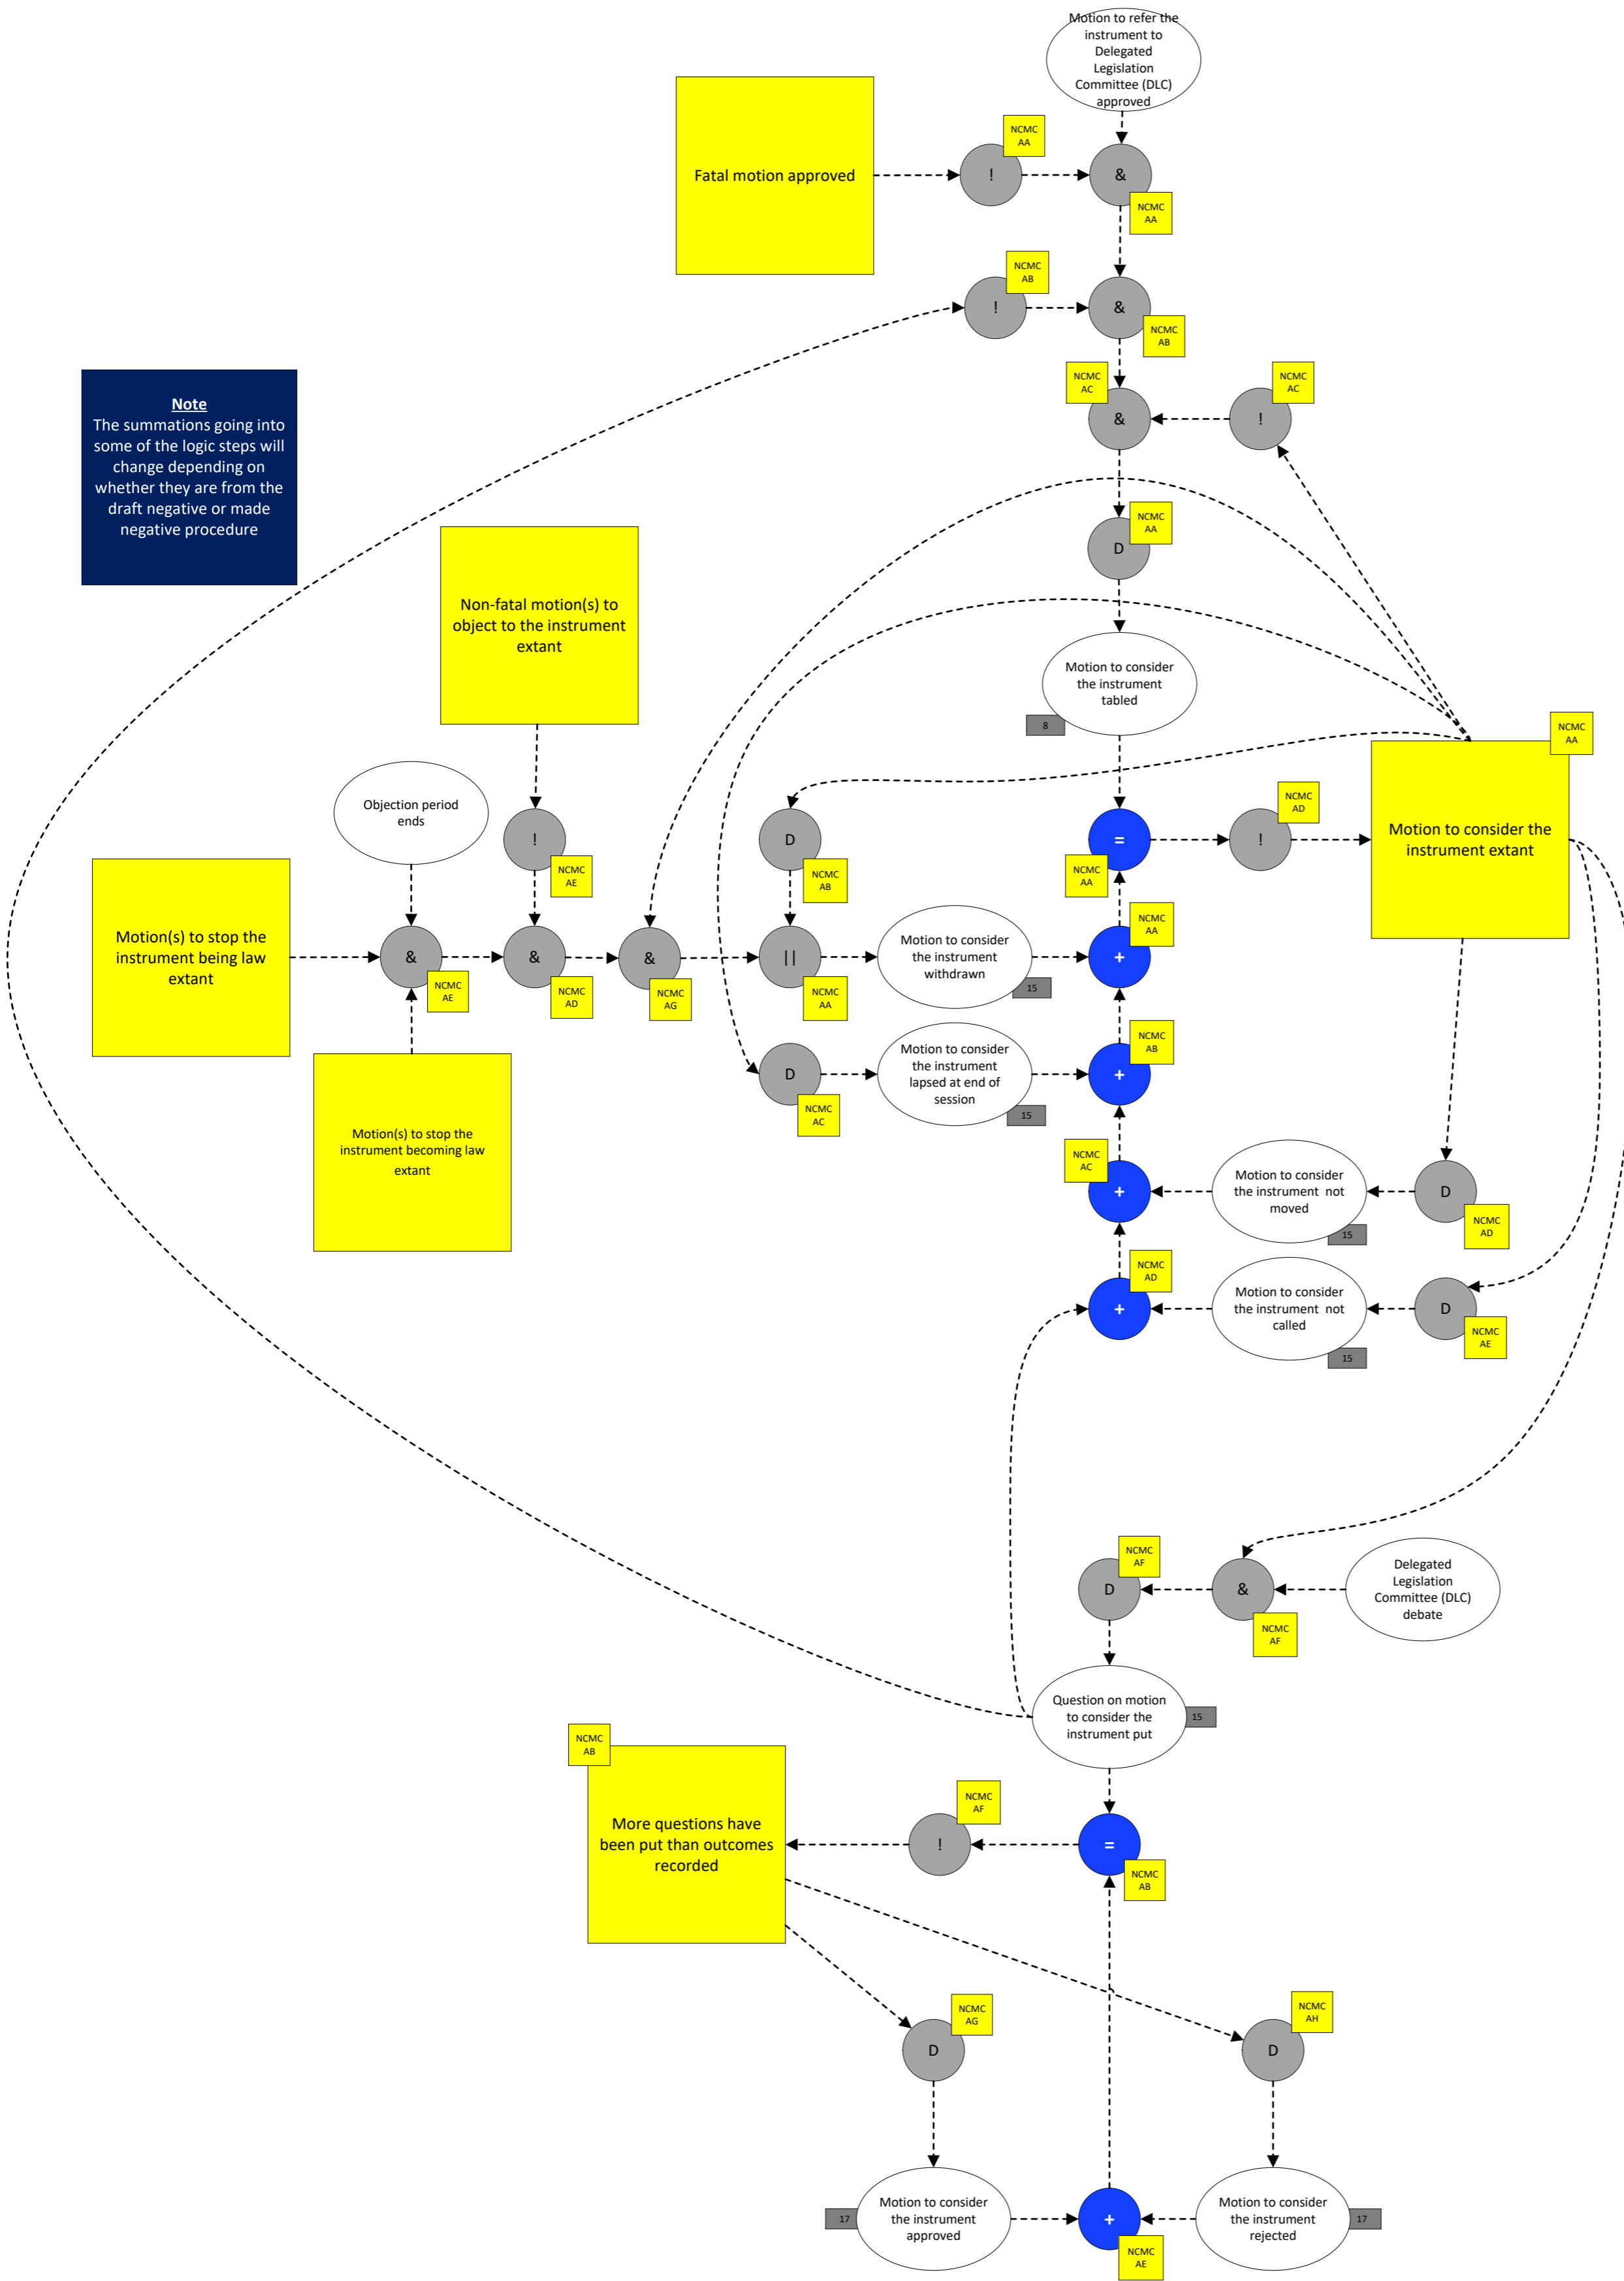 Motion to refer the
instrument to
Delegated
Legislation
Committee (DLC)
approved
NCMC
AA
Fatal motion approved
!
&
NCMC
AA
NCMC
AB
!
&
NCMC
AB
NCMC
AC
NCMC
AC
&
!
Note
The summations going into
some of the logic steps will
change depending on
whether they are from the
draft negative or made
negative procedure
NCMC
AA
D
Non-fatal motion(s) to
object to the instrument
extant
Motion to consider
the instrument
tabled
8
NCMC
AA
Objection period
ends
!
NCMC
AE
D
NCMC
AB
=
NCMC
AA
NCMC
AD
!
Motion to consider the
instrument extant
Motion(s) to stop the
instrument being law
extant
&
NCMC
AE
&
NCMC
AD
&
NCMC
AG
||
NCMC
AA
Motion to consider
the instrument
withdrawn
15
NCMC
AA
+
D
NCMC
AC
Motion to consider
the instrument
lapsed at end of
session
15
NCMC
AB
+
Motion(s) to stop the
instrument becoming law
extant
NCMC
AC
+
Motion to consider
the instrument  not
moved
15
D
NCMC
AD
NCMC
AD
+
Motion to consider
the instrument  not
called
15
D
NCMC
AE
NCMC
AF
D
&
NCMC
AF
Delegated
Legislation
Committee (DLC)
debate
Question on motion
to consider the
instrument put
15
NCMC
AB
More questions have
been put than outcomes
recorded
NCMC
AF
!
=
NCMC
AB
NCMC
AG
D
NCMC
AH
D
17
Motion to consider
the instrument
approved
+
NCMC
AE
Motion to consider
the instrument
rejected
17